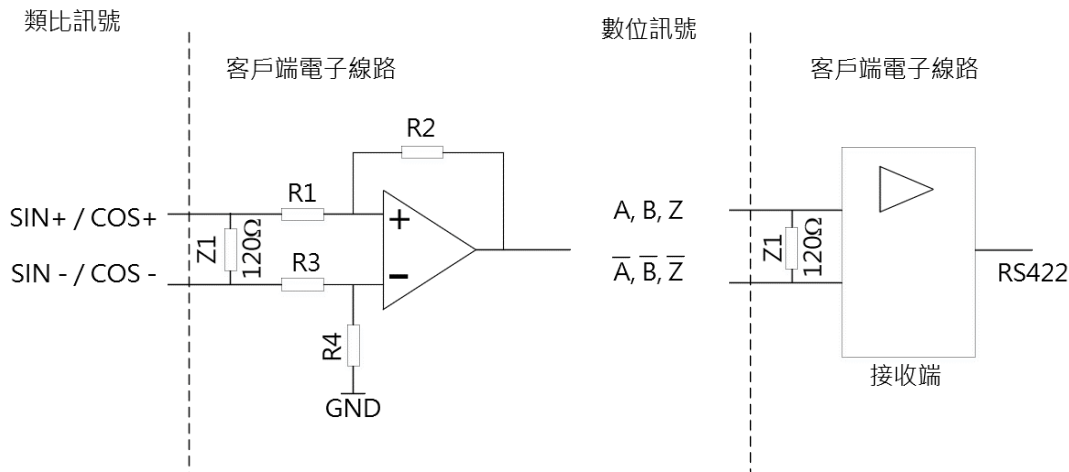 類比訊號
客戶端電子線路
R2
R1
SIN+ / COS+
+
Z1
120Ω
SIN - / COS -
R3
-
R4
GND
數位訊號
客戶端電子線路
A, B, Z
Z1
120Ω
A̅, B̅, Z̅
RS422
接收端